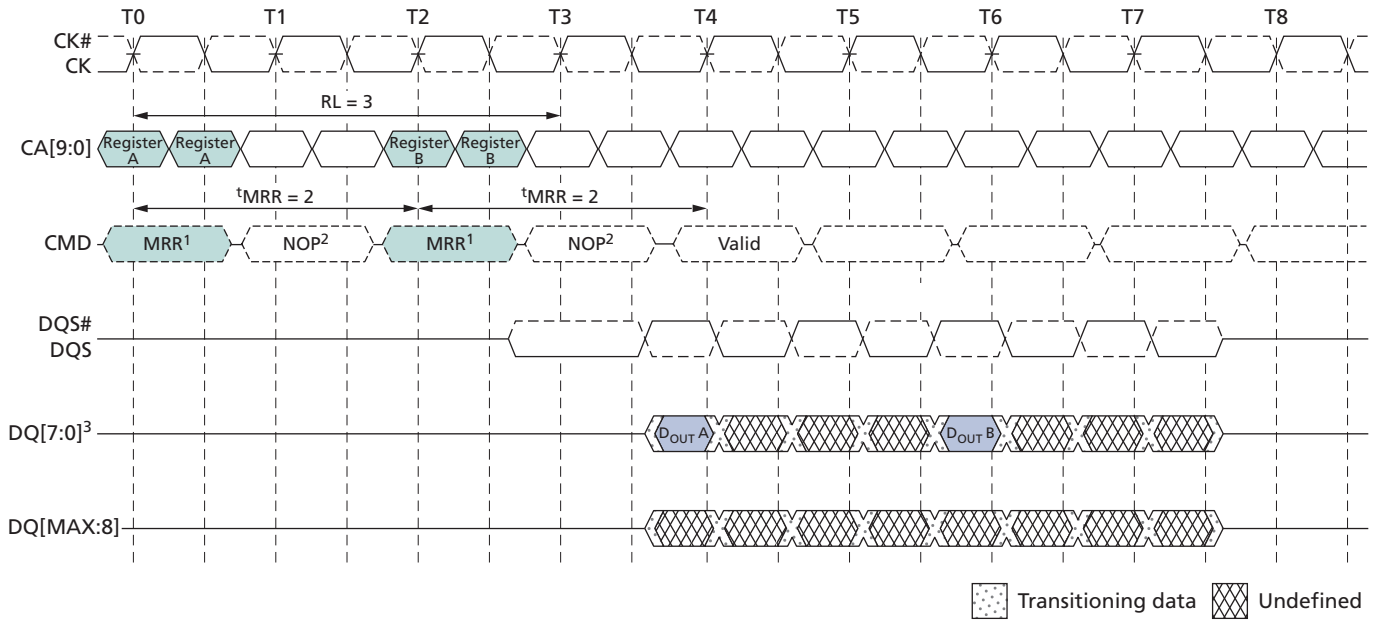 T0 T1 T2 T3 T4 T5 T6 T7 T8
CK#
CK
RL = 3
CA[9:0] Register A Register A Register B Register B
tMRR = 2 tMRR = 2
CMD MRR1 NOP2 MRR1 NOP2 Valid
DQS#
DQS
DQ[7:0]3 DOUT A DOUT B
DQ[MAX:8]
Transitioning data Undefined